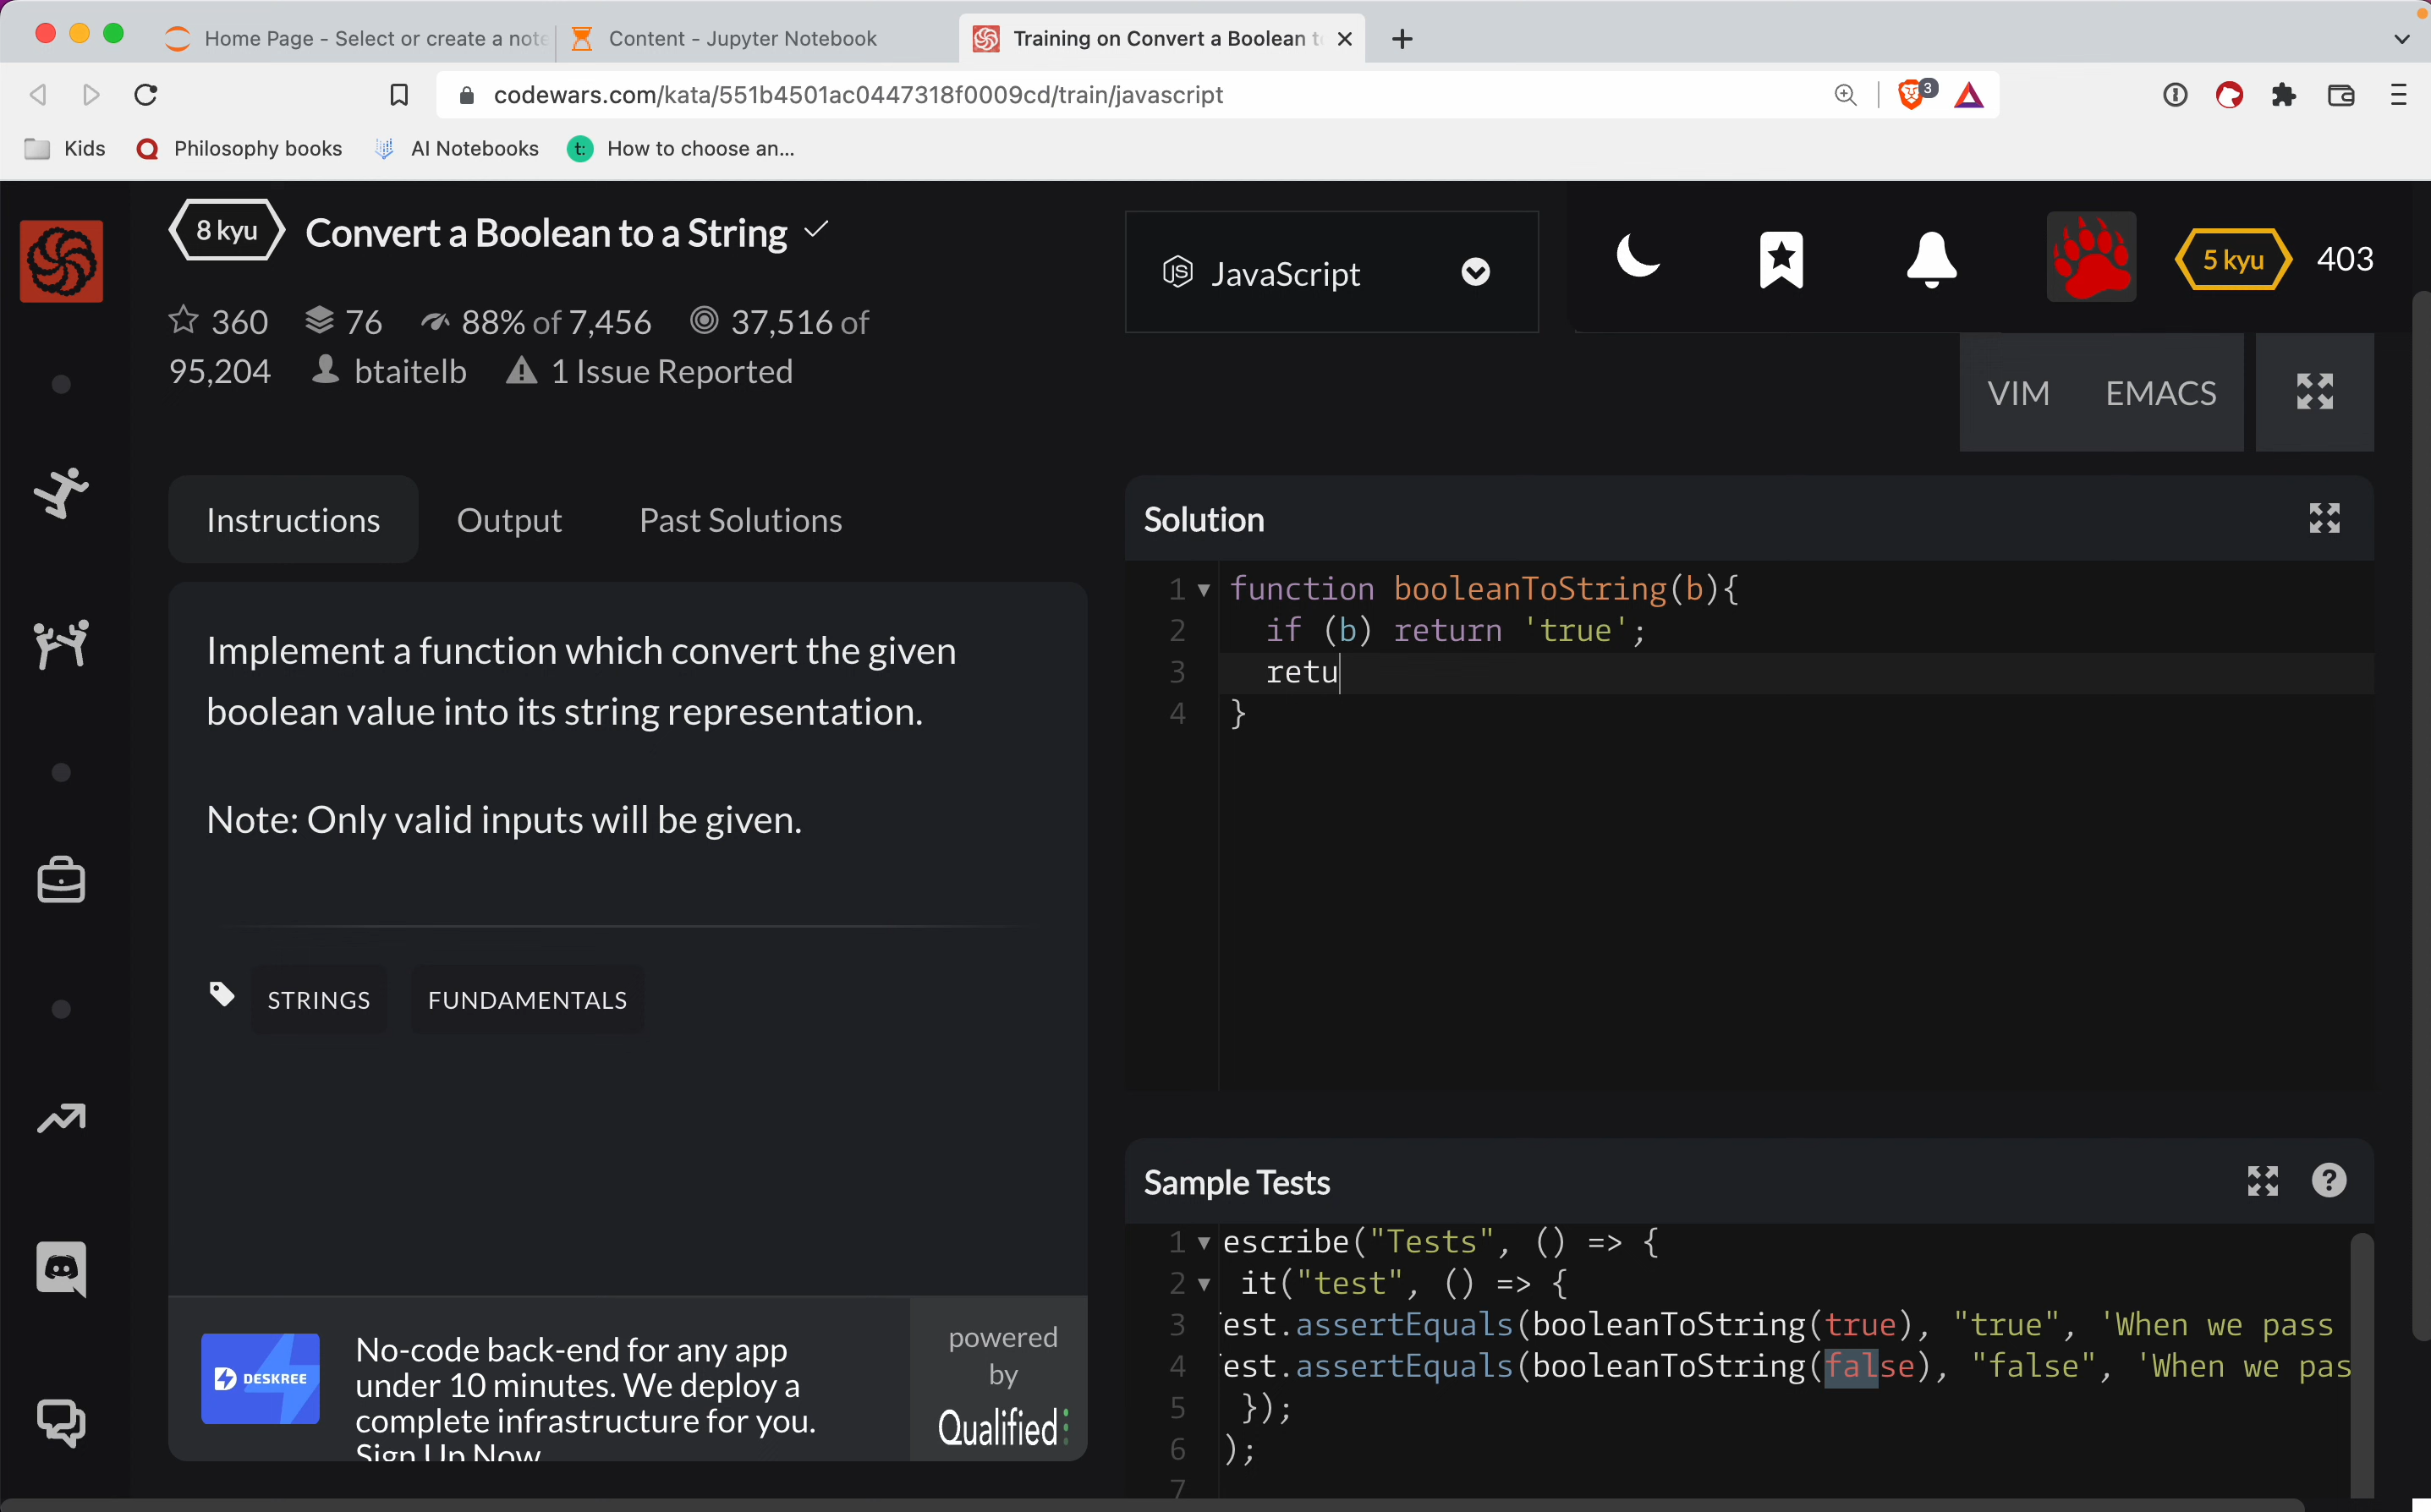 Home Page - Select or create a note
Content - Jupyter Notebook
Training on Convert a Boolean t
codewars.com/kata/551b4501ac0447318f0009cd/train/javascript
3
Kids
Philosophy books
AI Notebooks
t: How to choose an...
8 kyu
Convert a Boolean to a String
JS JavaScript
5 kyu
403
360 76 88% of 7,456 37,516 of
95,204 btaitelb 1 Issue Reported
VIM EMACS
Instructions Output Past Solutions
Implement a function which convert the given
boolean value into its string representation.
Note: Only valid inputs will be given.
STRINGS FUNDAMENTALS
DESKREE
No-code back-end for any app
under 10 minutes. We deploy a
complete infrastructure for you.
Sign Up Now
powered
by
Qualified
Solution
1 function booleanToString(b){
2 if (b) return 'true';
3 retu
4 }
Sample Tests
?
1 escribe("Tests", () => {
2 it("test", () => {
3 est.assertEquals(booleanToString(true), "true", 'When we pass
4 est.assertEquals(booleanToString(false), "false", 'When we pas
5 });
6 );
7